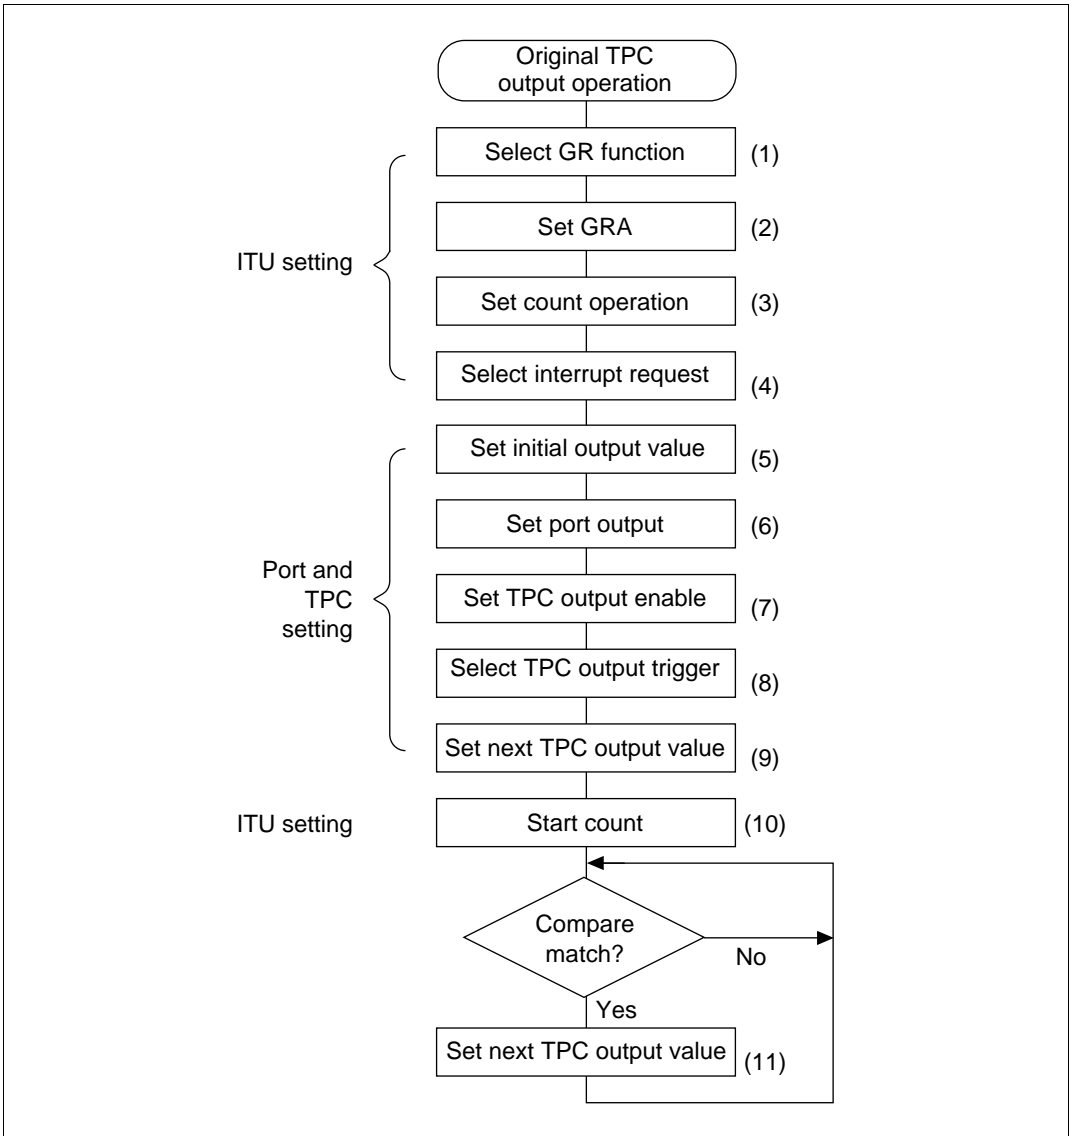 Original TPC
output operation
Select GR function
(1)
Set GRA
(2)
ITU setting
Set count operation
(3)
Select interrupt request
(4)
Set initial output value
(5)
Set port output
(6)
Port and
TPC
setting
Set TPC output enable
(7)
Select TPC output trigger
(8)
Set next TPC output value
(9)
ITU setting
Start count
(10)
Compare
match?
No
Yes
Set next TPC output value
(11)